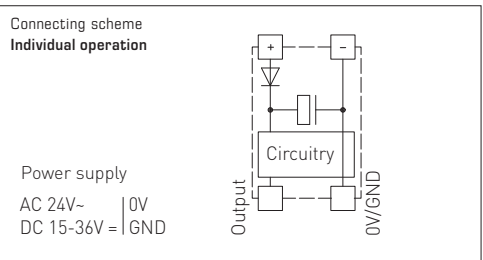 Connecting scheme
Individual operation
+ -
Circuitry
Power supply
AC 24V~ | 0V
DC 15-36V = | GND
Output
0V/GND